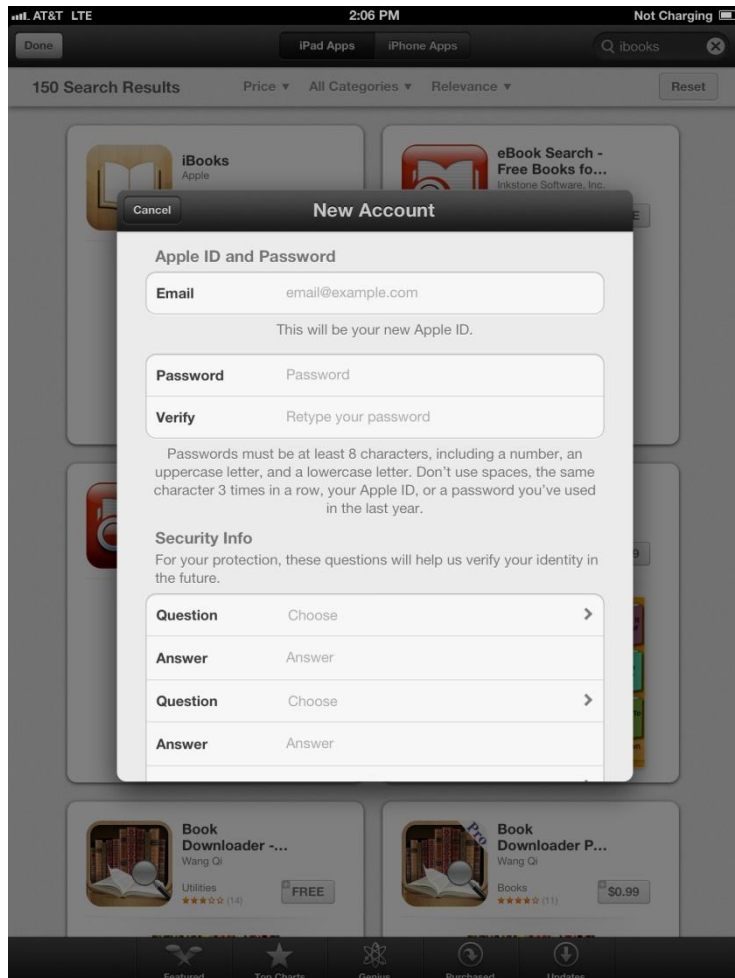 AT&T LTE 2:06 PM Not Charging
Done iPad Apps iPhone Apps ibooks
150 Search Results Price ▼ All Categories ▼ Relevance ▼ Reset
iBooks
Apple
eBook Search -
Free Books fo...
Inkstone Software, Inc.
Cancel New Account
Apple ID and Password
Email email@example.com
This will be your new Apple ID.
Password Password
Verify Retype your password
Passwords must be at least 8 characters, including a number, an
uppercase letter, and a lowercase letter. Don't use spaces, the same
character 3 times in a row, your Apple ID, or a password you've used
in the last year.
Security Info
For your protection, these questions will help us verify your identity in
the future.
Question Choose
Answer Answer
Question Choose
Answer Answer
Book
Downloader -...
Wang Qi
Utilities
(14)
FREE
Book
Downloader P...
Wang Qi
Books
(11)
$0.99
Pro
Featured Top Charts Genius Purchased Updates